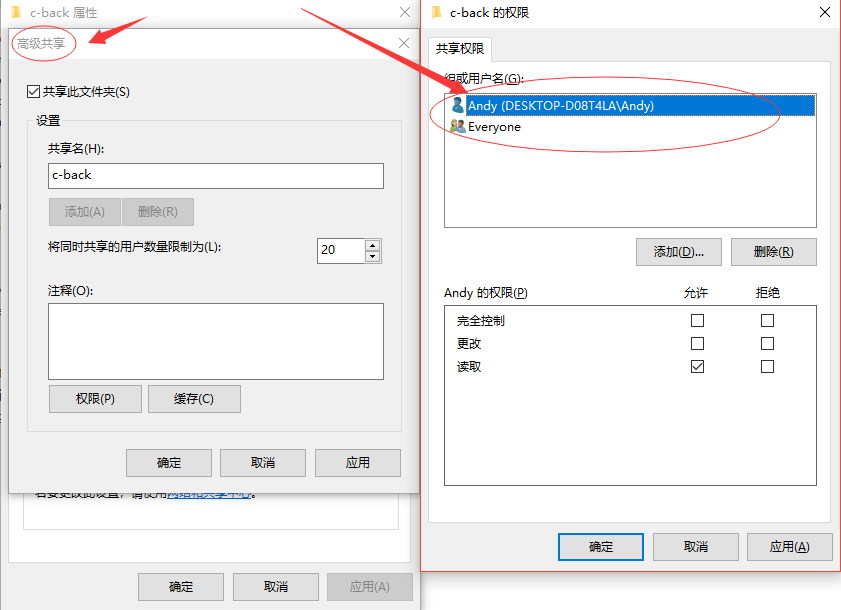 c-back 属性
高级共享
共享此文件夹(S)
设置
共享名(H):
c-back
添加(A)
删除(R)
将同时共享的用户数量限制为(L):
20
注释(O):
权限(P)
缓存(C)
确定
取消
应用
若要更改此设置，请使用网络和共享中心。
确定
取消
应用(A)
c-back 的权限
共享权限
组或用户名(G):
Andy (DESKTOP-D08T4LA\Andy)
Everyone
添加(D)...
删除(R)
Andy 的权限(P)
允许
拒绝
完全控制
更改
读取
确定
取消
应用(A)